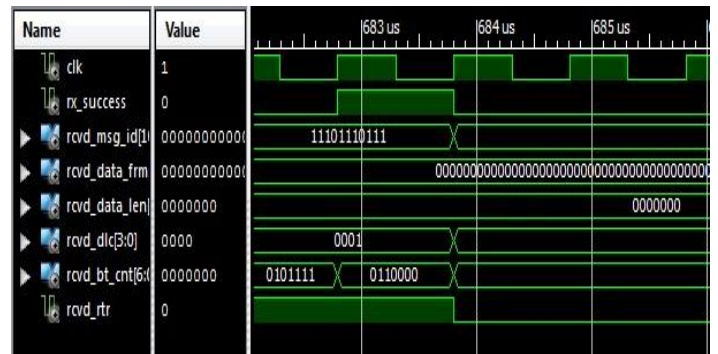 Name Value 683 us 684 us 685 us
clk 1
rx_success 0
rcvd_msg_id[1 00000000000 11101110111
rcvd_data_frm 00000000000
rcvd_data_len[ 0000000 0000000
rcvd_dlc[3:0] 0000 0001
rcvd_bt_cnt[6:0 0000000 0101111 0110000
rcvd_rtr 0